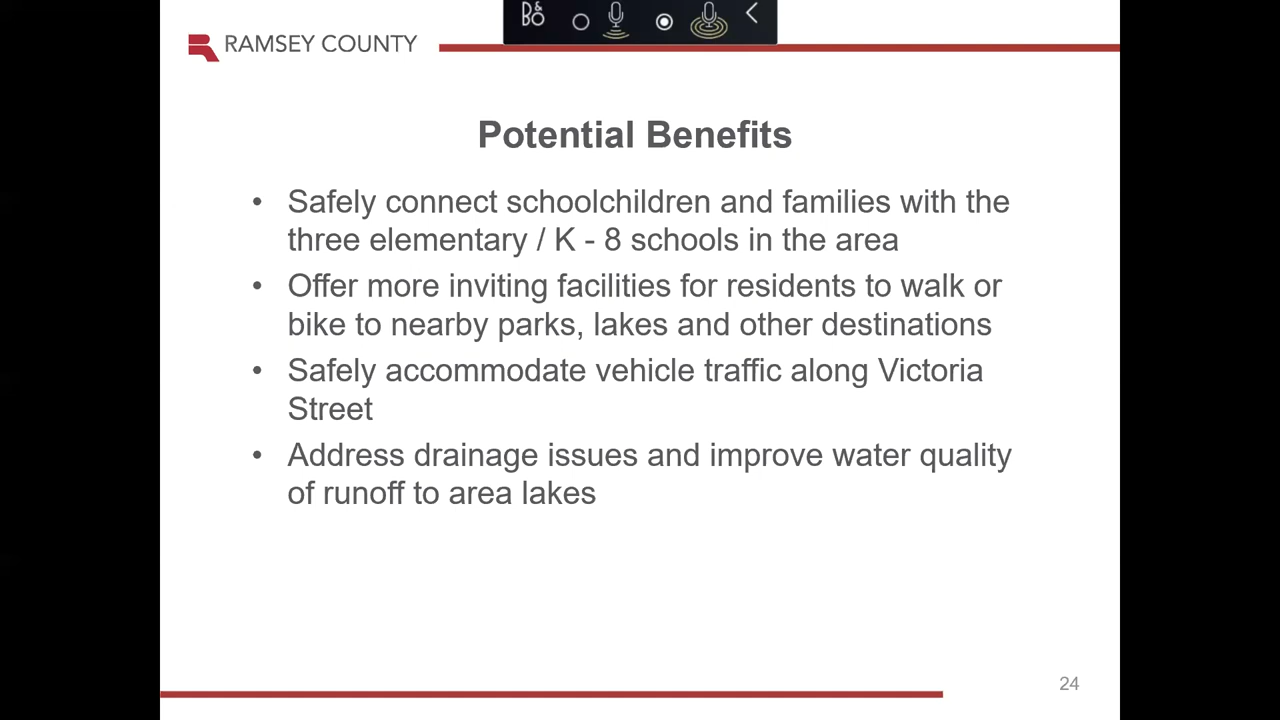 B&O
RAMSEY COUNTY
Potential Benefits
• Safely connect schoolchildren and families with the
three elementary / K - 8 schools in the area
• Offer more inviting facilities for residents to walk or
bike to nearby parks, lakes and other destinations
• Safely accommodate vehicle traffic along Victoria
Street
• Address drainage issues and improve water quality
of runoff to area lakes
24